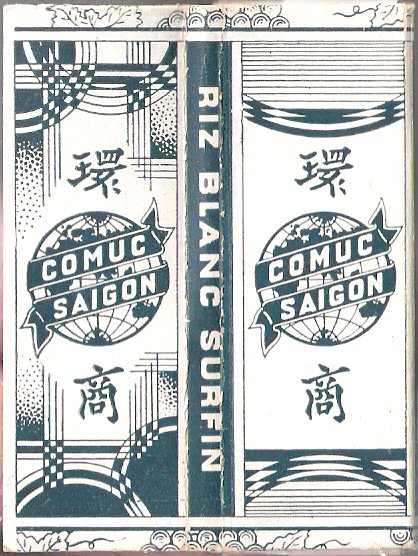 環
COMUC
SAIGON
商
RIZ BLANC SURFIN
環
COMUC
SAIGON
商